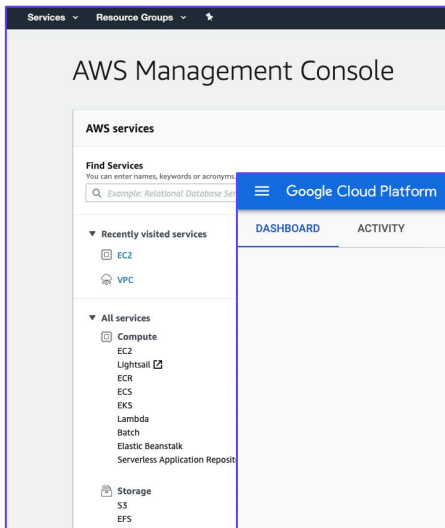 Services
Resource Groups
AWS Management Console
AWS services
Find Services
You can enter names, keywords or acronyms.
Example: Relational Database Ser
Recently visited services
EC2
VPC
All services
Compute
EC2
Lightsail
ECR
ECS
EKS
Lambda
Batch
Elastic Beanstalk
Serverless Application Reposit
Storage
S3
EFS
Google Cloud Platform
DASHBOARD
ACTIVITY